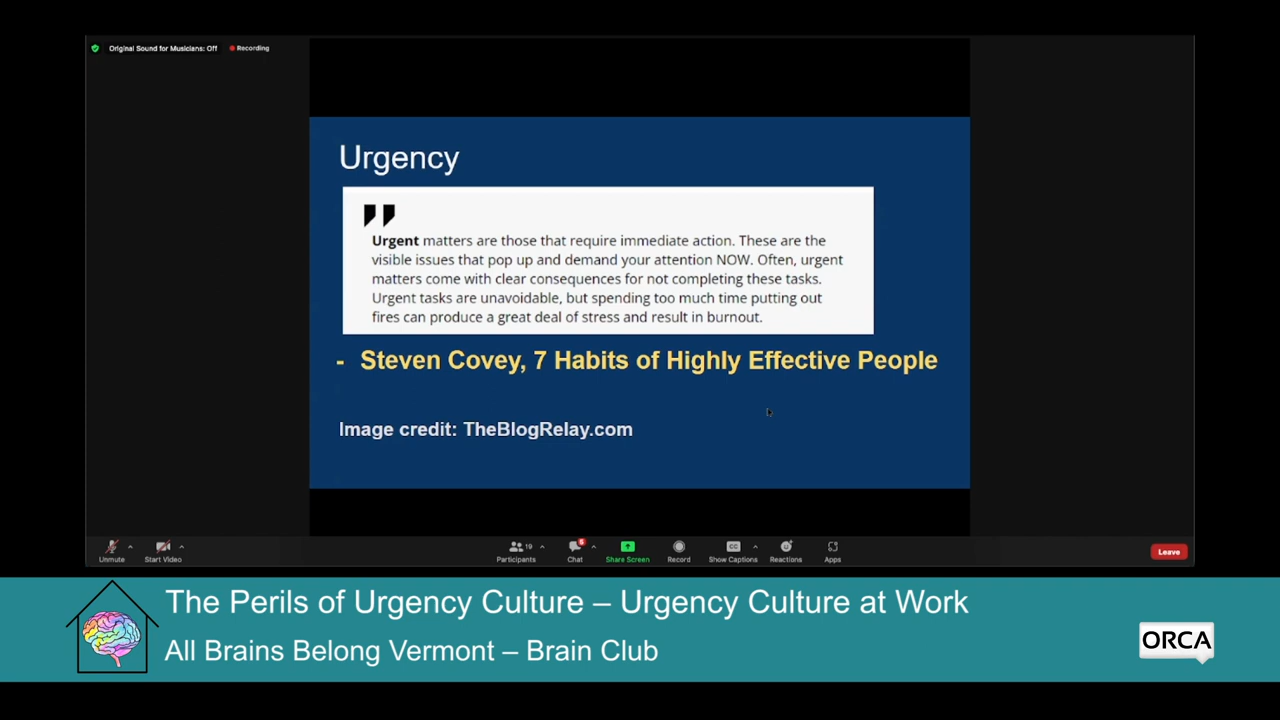 Original Sound for Musicians: Off
Recording
Urgency
Urgent matters are those that require immediate action. These are the
visible issues that pop up and demand your attention NOW. Often, urgent
matters come with clear consequences for not completing these tasks.
Urgent tasks are unavoidable, but spending too much time putting out
fires can produce a great deal of stress and result in burnout.
- Steven Covey, 7 Habits of Highly Effective People
Image credit: TheBlogRelay.com
Unmute
Start Video
19
Participants
Chat
Share Screen
Record
CC
Show Captions
Reactions
Apps
Leave
The Perils of Urgency Culture – Urgency Culture at Work
All Brains Belong Vermont – Brain Club
ORCA